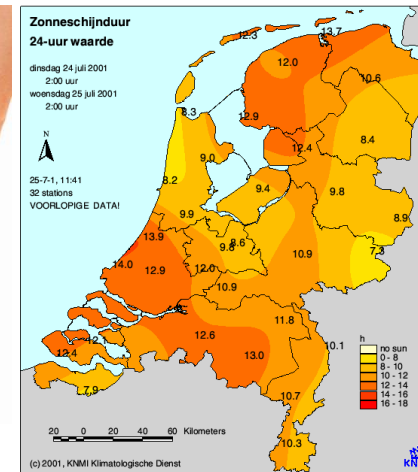 Zonneschijnduur
24-uur waarde
dinsdag 24 juli 2001
2:00 uur
woensdag 25 juli 2001
2:00 uur
N
25-7-1, 11:41
32 stations
VOORLOPIGE DATA!
12.3
13.7
12.0
10.6
8.3
12.9
8.4
12.4
9.0
8.2
9.4
9.8
9.9
8.9
13.9
8.6
9.8
7.3
14.0
12.9
12.0
10.9
10.9
11.8
12.1
12.6
10.1
12.4
13.0
7.9
10.7
10.3
h
no sun
0 - 8
8 - 10
10 - 12
12 - 14
14 - 16
16 - 18
20 0 20 40 60 Kilometers
(c) 2001, KNMI Klimatologische Dienst